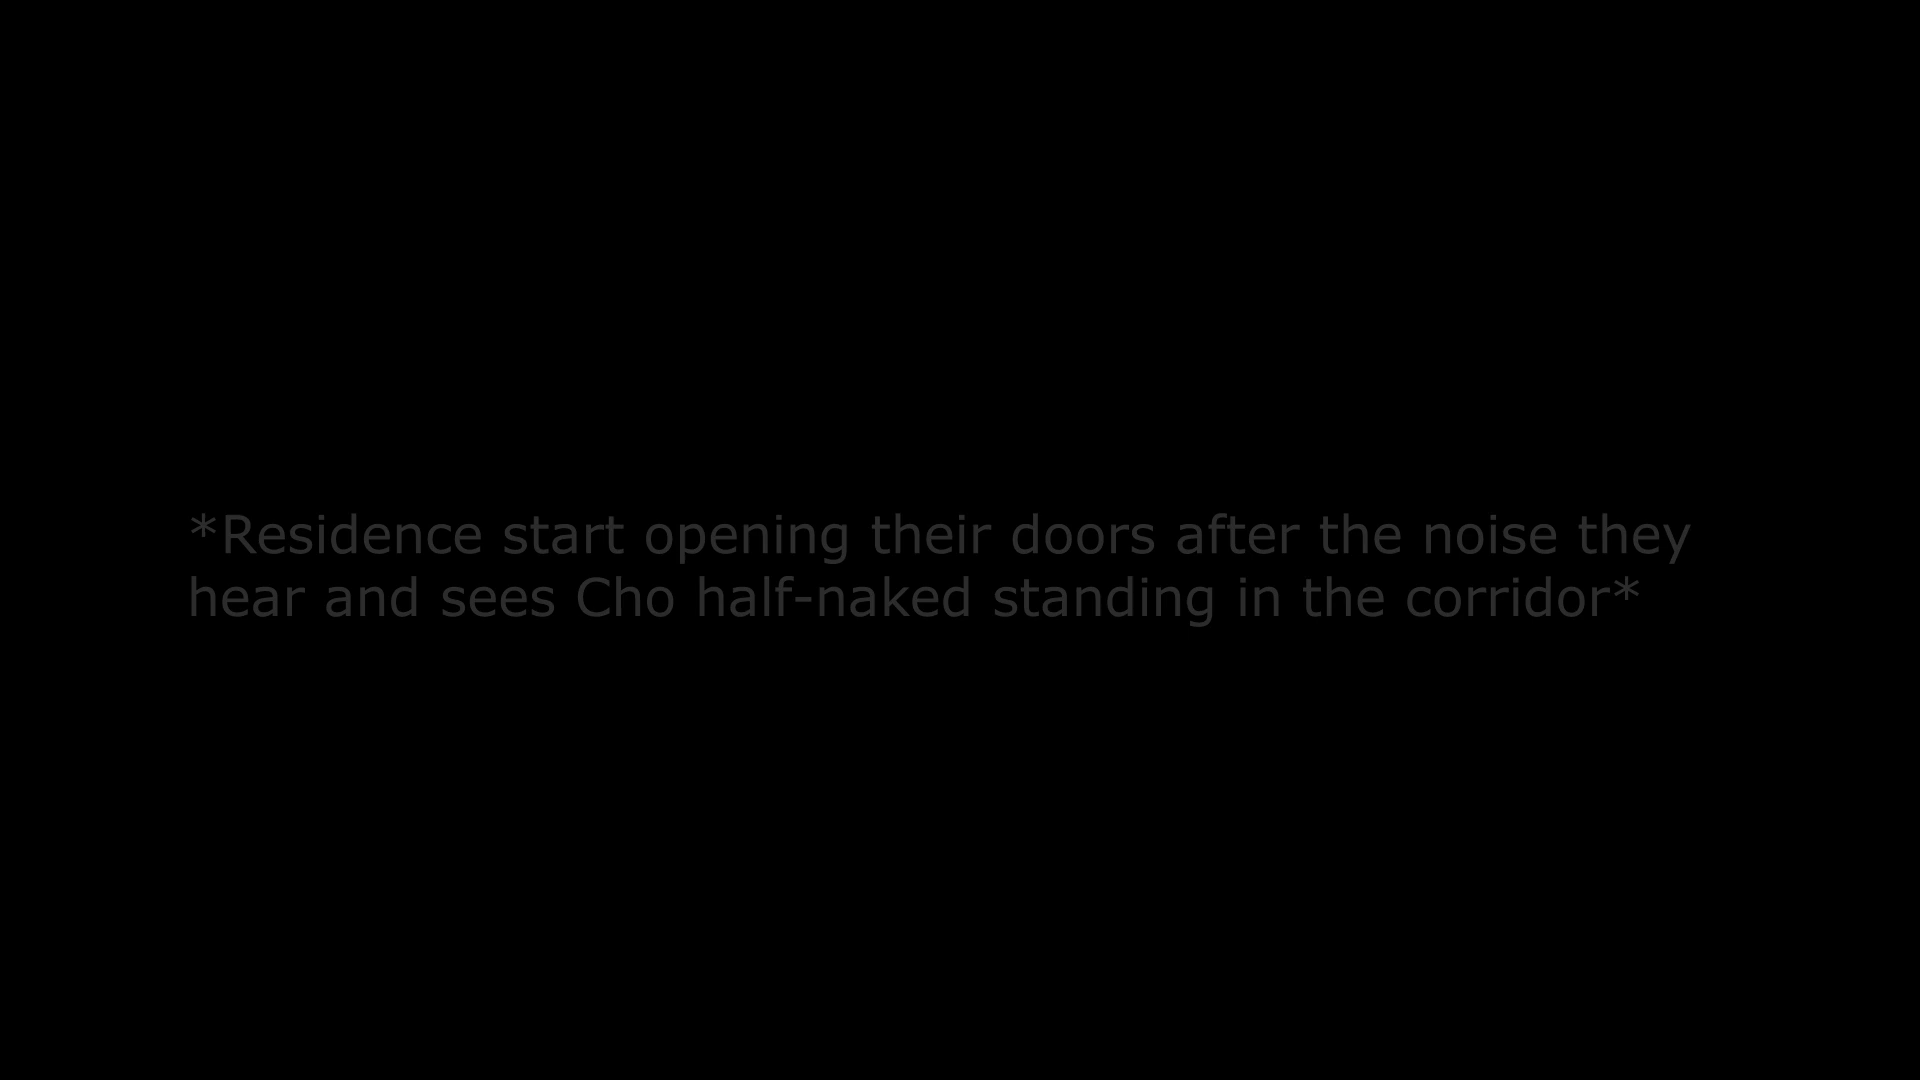 *Residence start opening their doors after the noise they
hear and sees Cho half-naked standing in the corridor*